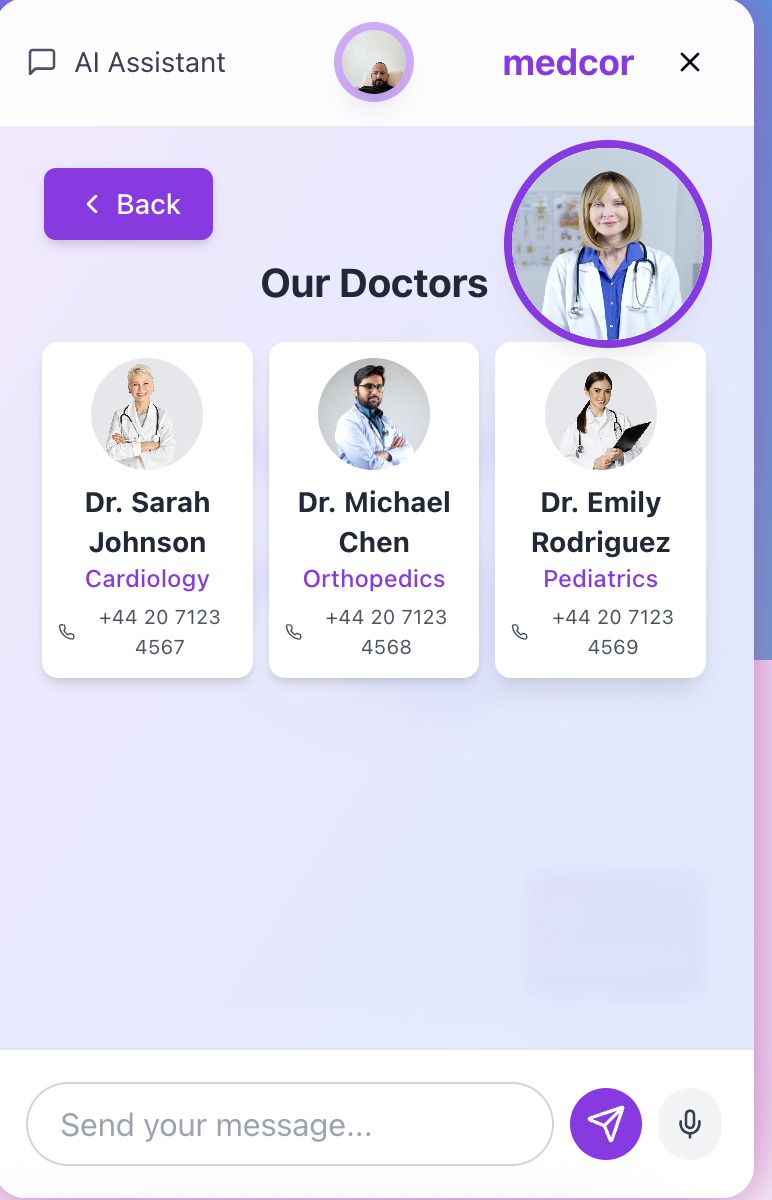 AI Assistant
medcor
Back
Our Doctors
Dr. Sarah
Johnson
Cardiology
+44 20 7123
4567
Dr. Michael
Chen
Orthopedics
+44 20 7123
4568
Dr. Emily
Rodriguez
Pediatrics
+44 20 7123
4569
Send your message...